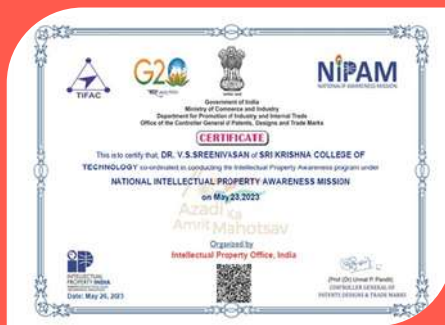 TIFAC
G20
NIPAM
NATIONAL IP AWARENESS MISSION
Government of India
Ministry of Commerce and Industry
Department for Promotion of Industry and Internal Trade
Office of the Controller General of Patents, Designs and Trade Marks
CERTIFICATE
This is to certify that, DR. V.S.SREENIVASAN of SRI KRISHNA COLLEGE OF
TECHNOLOGY co-ordinated in conducting the Intellectual Property Awareness program under
NATIONAL INTELLECTUAL PROPERTY AWARENESS MISSION
on May 23,2023
Azadi Ka
Amrit Mahotsav
Organized by
Intellectual Property Office, India
INTELLECTUAL
PROPERTY INDIA
Date: May 26, 2023
(Prof.(Dr) Unnat P. Pandit)
CONTROLLER GENERAL OF
PATENTS DESIGNS & TRADE MARKS